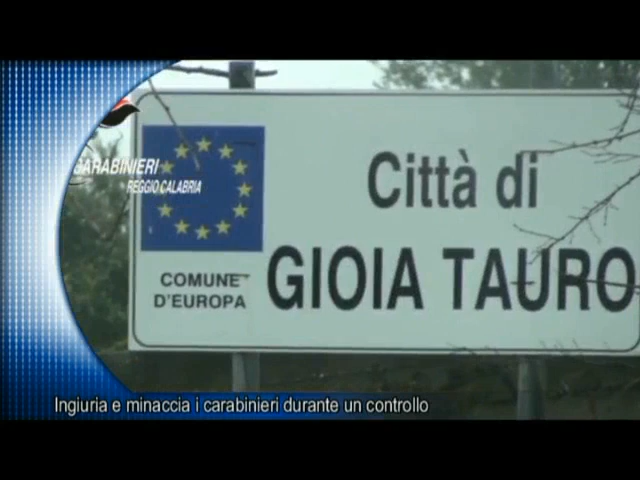 CARABINIERI
REGGIO CALABRIA
Città di
GIOIA TAURO
COMUNE
D'EUROPA
Ingiuria e minaccia i carabinieri durante un controllo